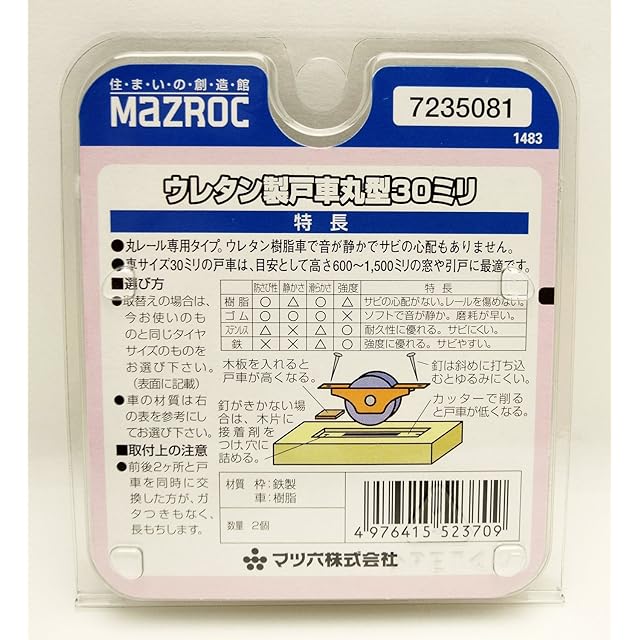 住・ま・い・の・創・造・館
MAZROC
7235081
1483
ウレタン製戸車丸型30ミリ
特長
●丸レール専用タイプ。ウレタン樹脂車で音が静かでサビの心配もありません。
●車サイズ30ミリの戸車は、目安として高さ600〜1,500ミリの窓や引戸に最適です。
■選び方
●取替えの場合は、
今お使いのも
のと同じタイヤ
サイズのものを
お選び下さい。
(表面に記載)
●車の材質は右
の表を参考にし
てお選び下さい。
■取付上の注意
●前後2ヶ所と戸
車を同時に交
換した方が、ガ
タつきもなく、
長もちします。
防さび性 静かさ 滑らかさ 強度 特長
樹脂 ○ △ ○ △ サビの心配がない。レールを傷めない。
ゴム ○ ○ ○ × ソフトで音が静か。磨耗が早い。
ステンレス △ × △ ○ 耐久性に優れる。サビにくい。
鉄 × × △ ○ 強度に優れる。サビやすい。
木板を入れると
戸車が高くなる。
釘は斜めに打ち込
むとゆるみにくい。
釘がきかない場合
は、木片に
接着剤を
つけ、穴に
詰める。
カッターで削る
と戸車が低くなる。
材質 枠:鉄製
車:樹脂
数量 2個
4 976415 523709
マツ六株式会社